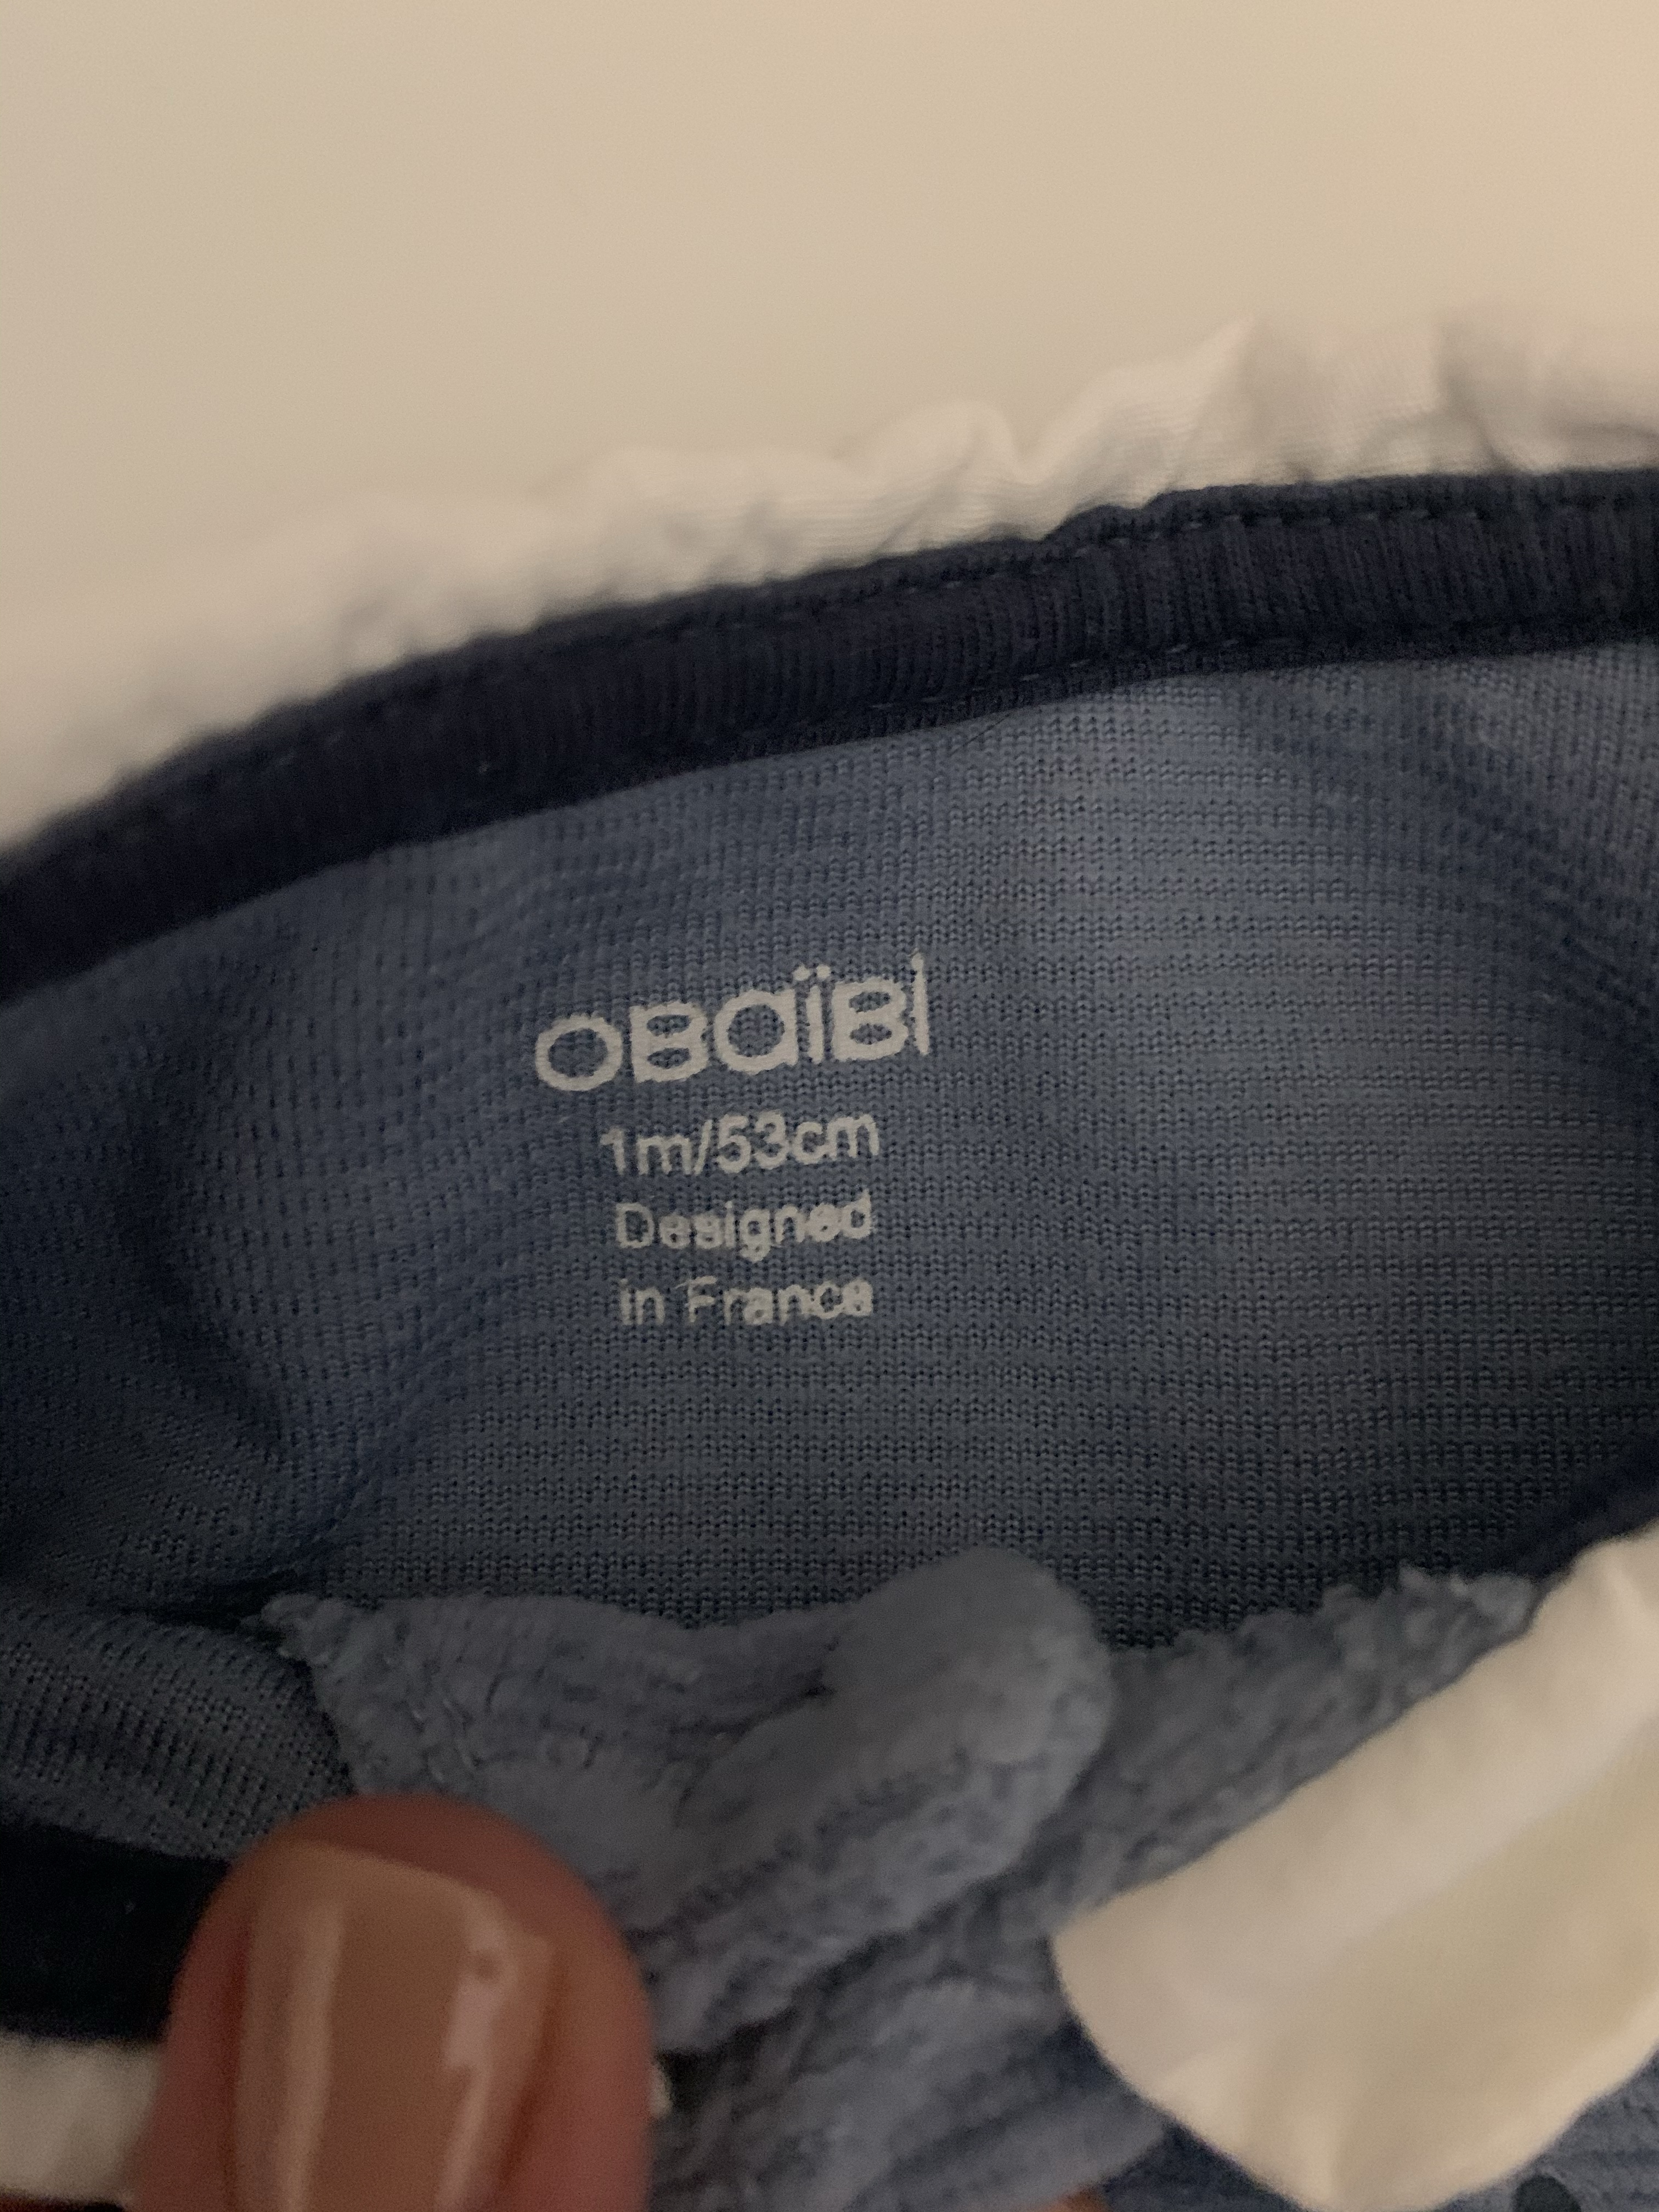 OBaïBI
1m/53cm
Designed
in France